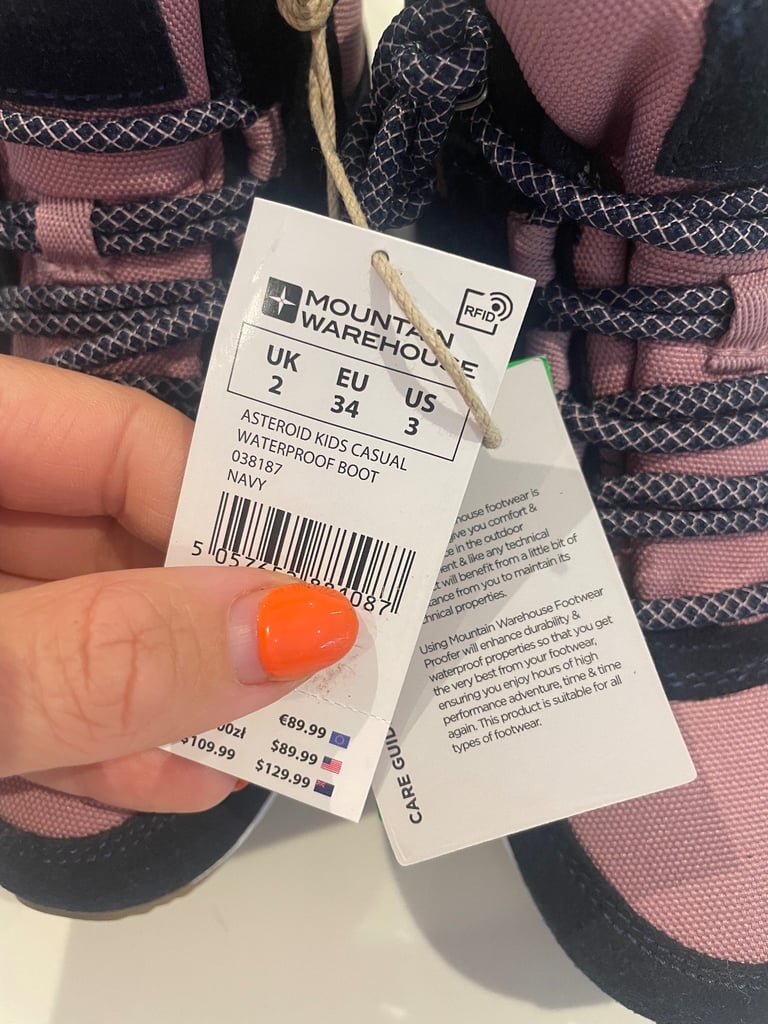 MOUNTAIN
WAREHOUSE
RFID
UK EU US
2 34 3
ASTEROID KIDS CASUAL
WATERPROOF BOOT
038187
NAVY
€89.99
$89.99
$109.99
$129.99
house footwear is
you comfort &
in the outdoor
& like any technical
will benefit from a little bit of
from you to maintain its
properties.
Using Mountain Warehouse Footwear
Proofer will enhance durability &
waterproof properties so that you get
the very best from your footwear,
ensuring you enjoy hours of high
performance adventure, time & time
again. This product is suitable for all
types of footwear.
CARE